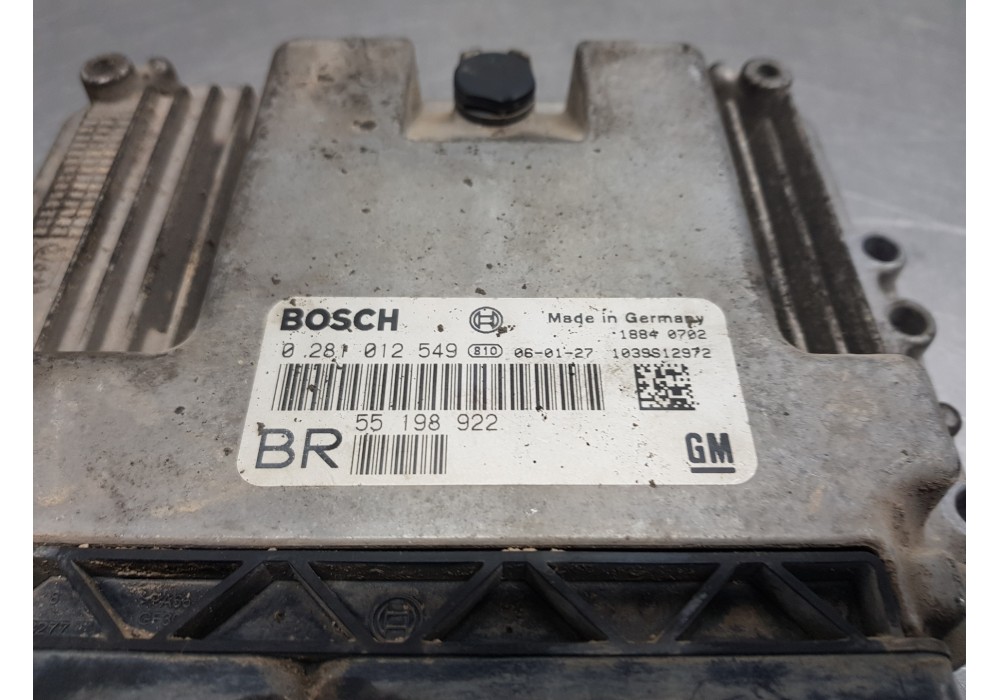 BOSCH Made in Germany
1884 0702
0 281 012 549 810 06-01-27 1039S12972
55 198 922
BR GM